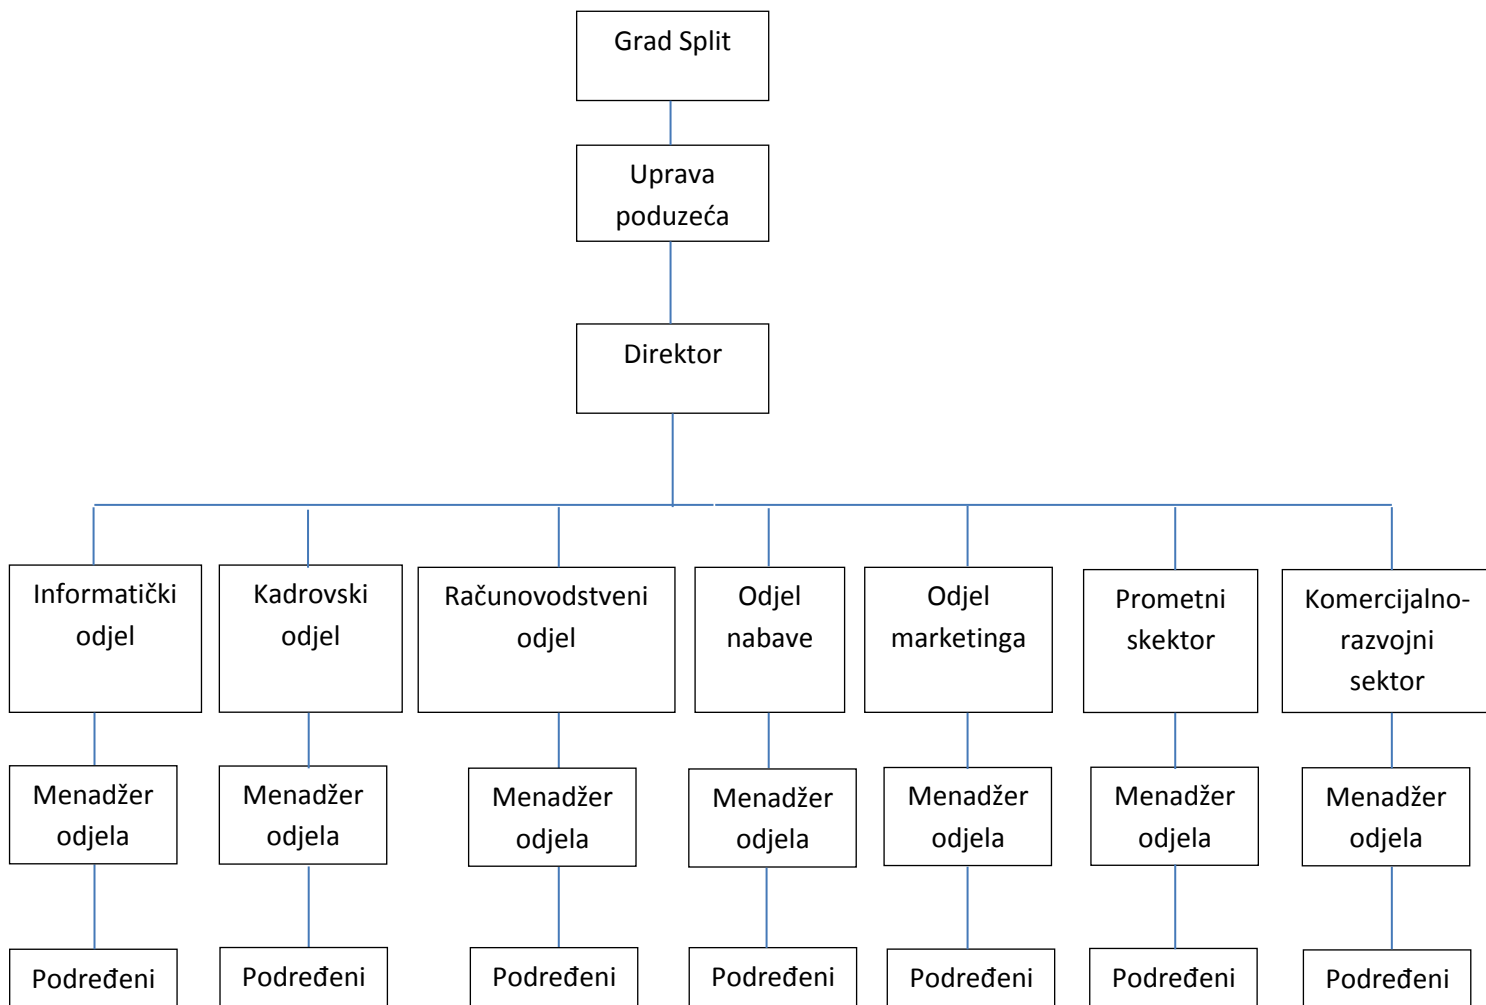 Grad Split
Uprava
poduzeća
Direktor
Informatički
odjel
Kadrovski
odjel
Računovodstveni
odjel
Odjel
nabave
Odjel
marketinga
Prometni
skektor
Komercijalno-
razvojni
sektor
Menadžer
odjela
Menadžer
odjela
Menadžer
odjela
Menadžer
odjela
Menadžer
odjela
Menadžer
odjela
Menadžer
odjela
Podređeni
Podređeni
Podređeni
Podređeni
Podređeni
Podređeni
Podređeni